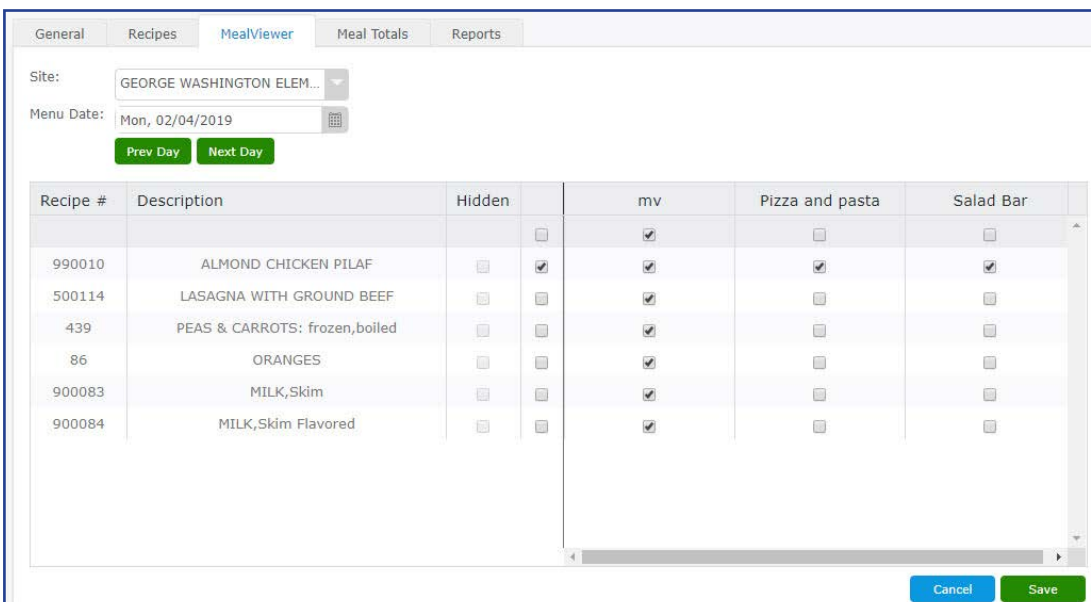 General Recipes MealViewer Meal Totals Reports
Site: GEORGE WASHINGTON ELEM...
Menu Date: Mon, 02/04/2019
Prev Day Next Day
Recipe # Description Hidden mv Pizza and pasta Salad Bar
990010 ALMOND CHICKEN PILAF
500114 LASAGNA WITH GROUND BEEF
439 PEAS & CARROTS: frozen,boiled
86 ORANGES
900083 MILK,Skim
900084 MILK,Skim Flavored
Cancel Save